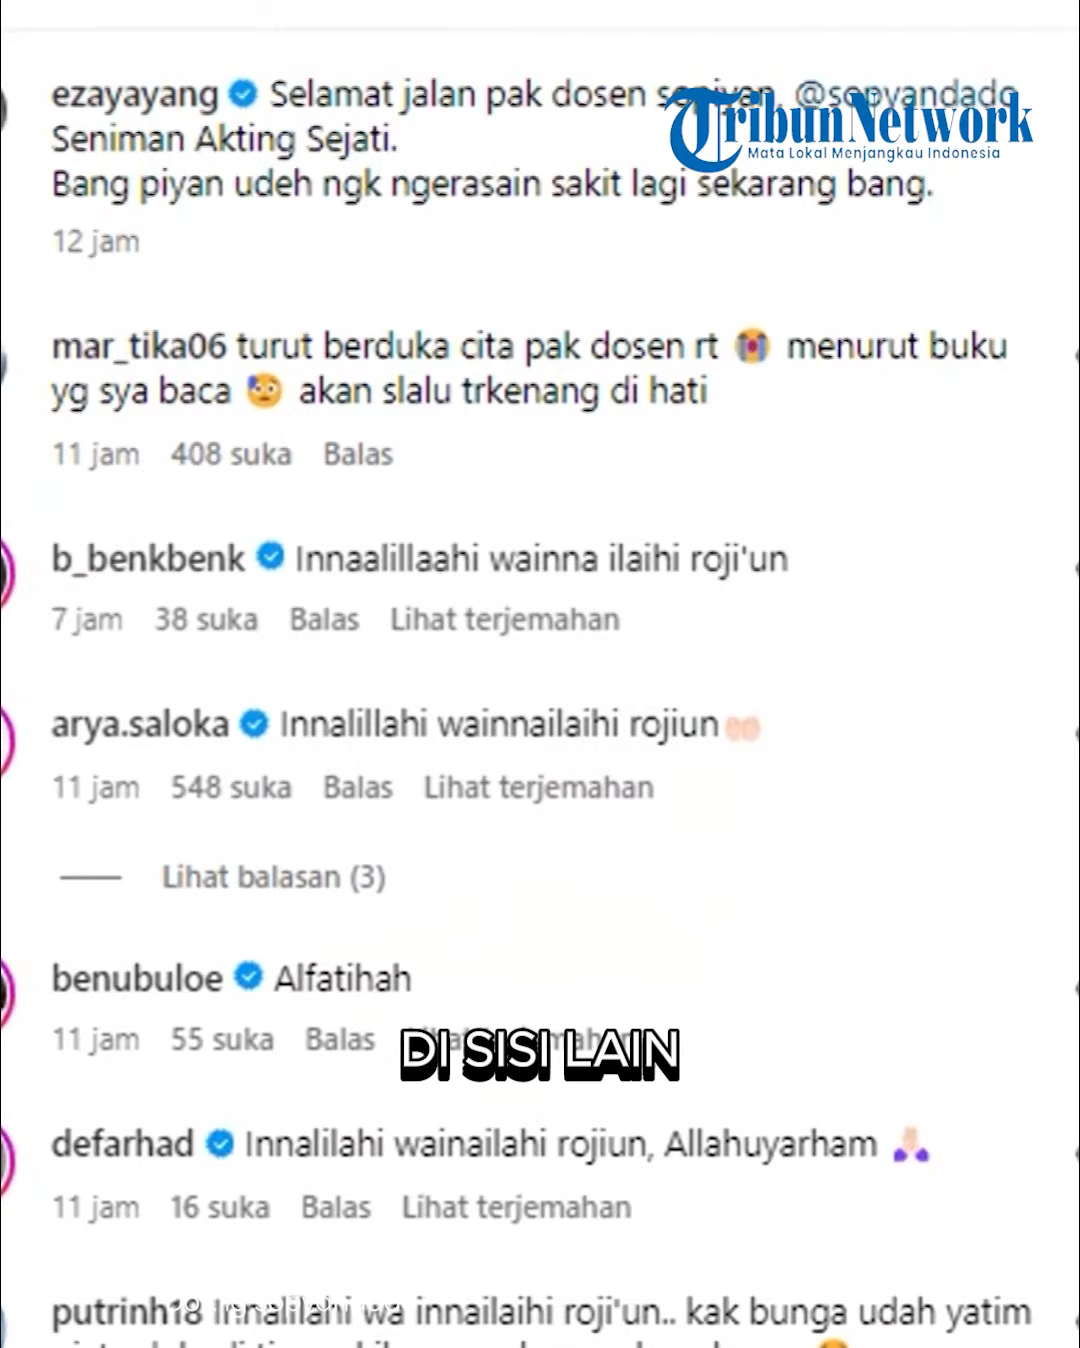 ezayayang Selamat jalan pak dosen sopiyan, @sopyandado
TribunNetwork
Seniman Akting Sejati.
Mata Lokal Menjangkau Indonesia
Bang piyan udeh ngk ngerasain sakit lagi sekarang bang.
12 jam
mar_tika06 turut berduka cita pak dosen rt 😭 menurut buku
yg sya baca 😰 akan slalu trkenang di hati
11 jam 408 suka Balas
b_benkbenk Innaalillaahi wainna ilaihi roji'un
7 jam 38 suka Balas Lihat terjemahan
arya.saloka Innalillahi wainnailaihi rojiun🤲🏻
11 jam 548 suka Balas Lihat terjemahan
Lihat balasan (3)
benubuloe Alfatihah
11 jam 55 suka Balas
DI SISI LAIN
defarhad Innalilahi wainailahi rojiun, Allahuyarham 🙏🏻
11 jam 16 suka Balas Lihat terjemahan
putrinh18 Innalilahi wa innailaihi roji'un.. kak bunga udah yatim